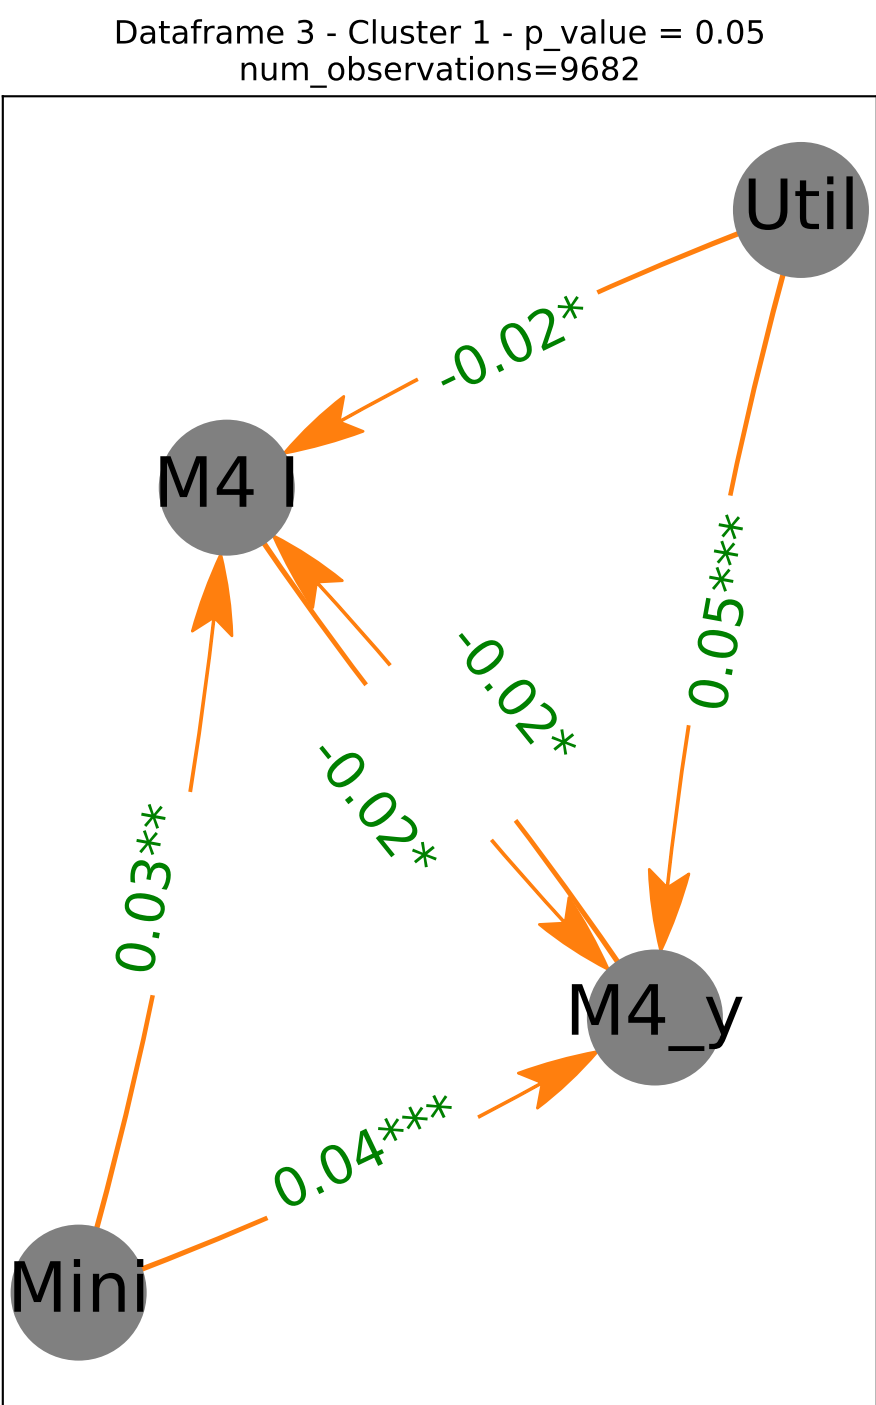 Dataframe 3 - Cluster 1 - p_value = 0.05
num_observations=9682
Util
-0.02*
M4 I
0.05***
-0.02*
-0.02*
0.03**
M4_y
0.04***
Mini